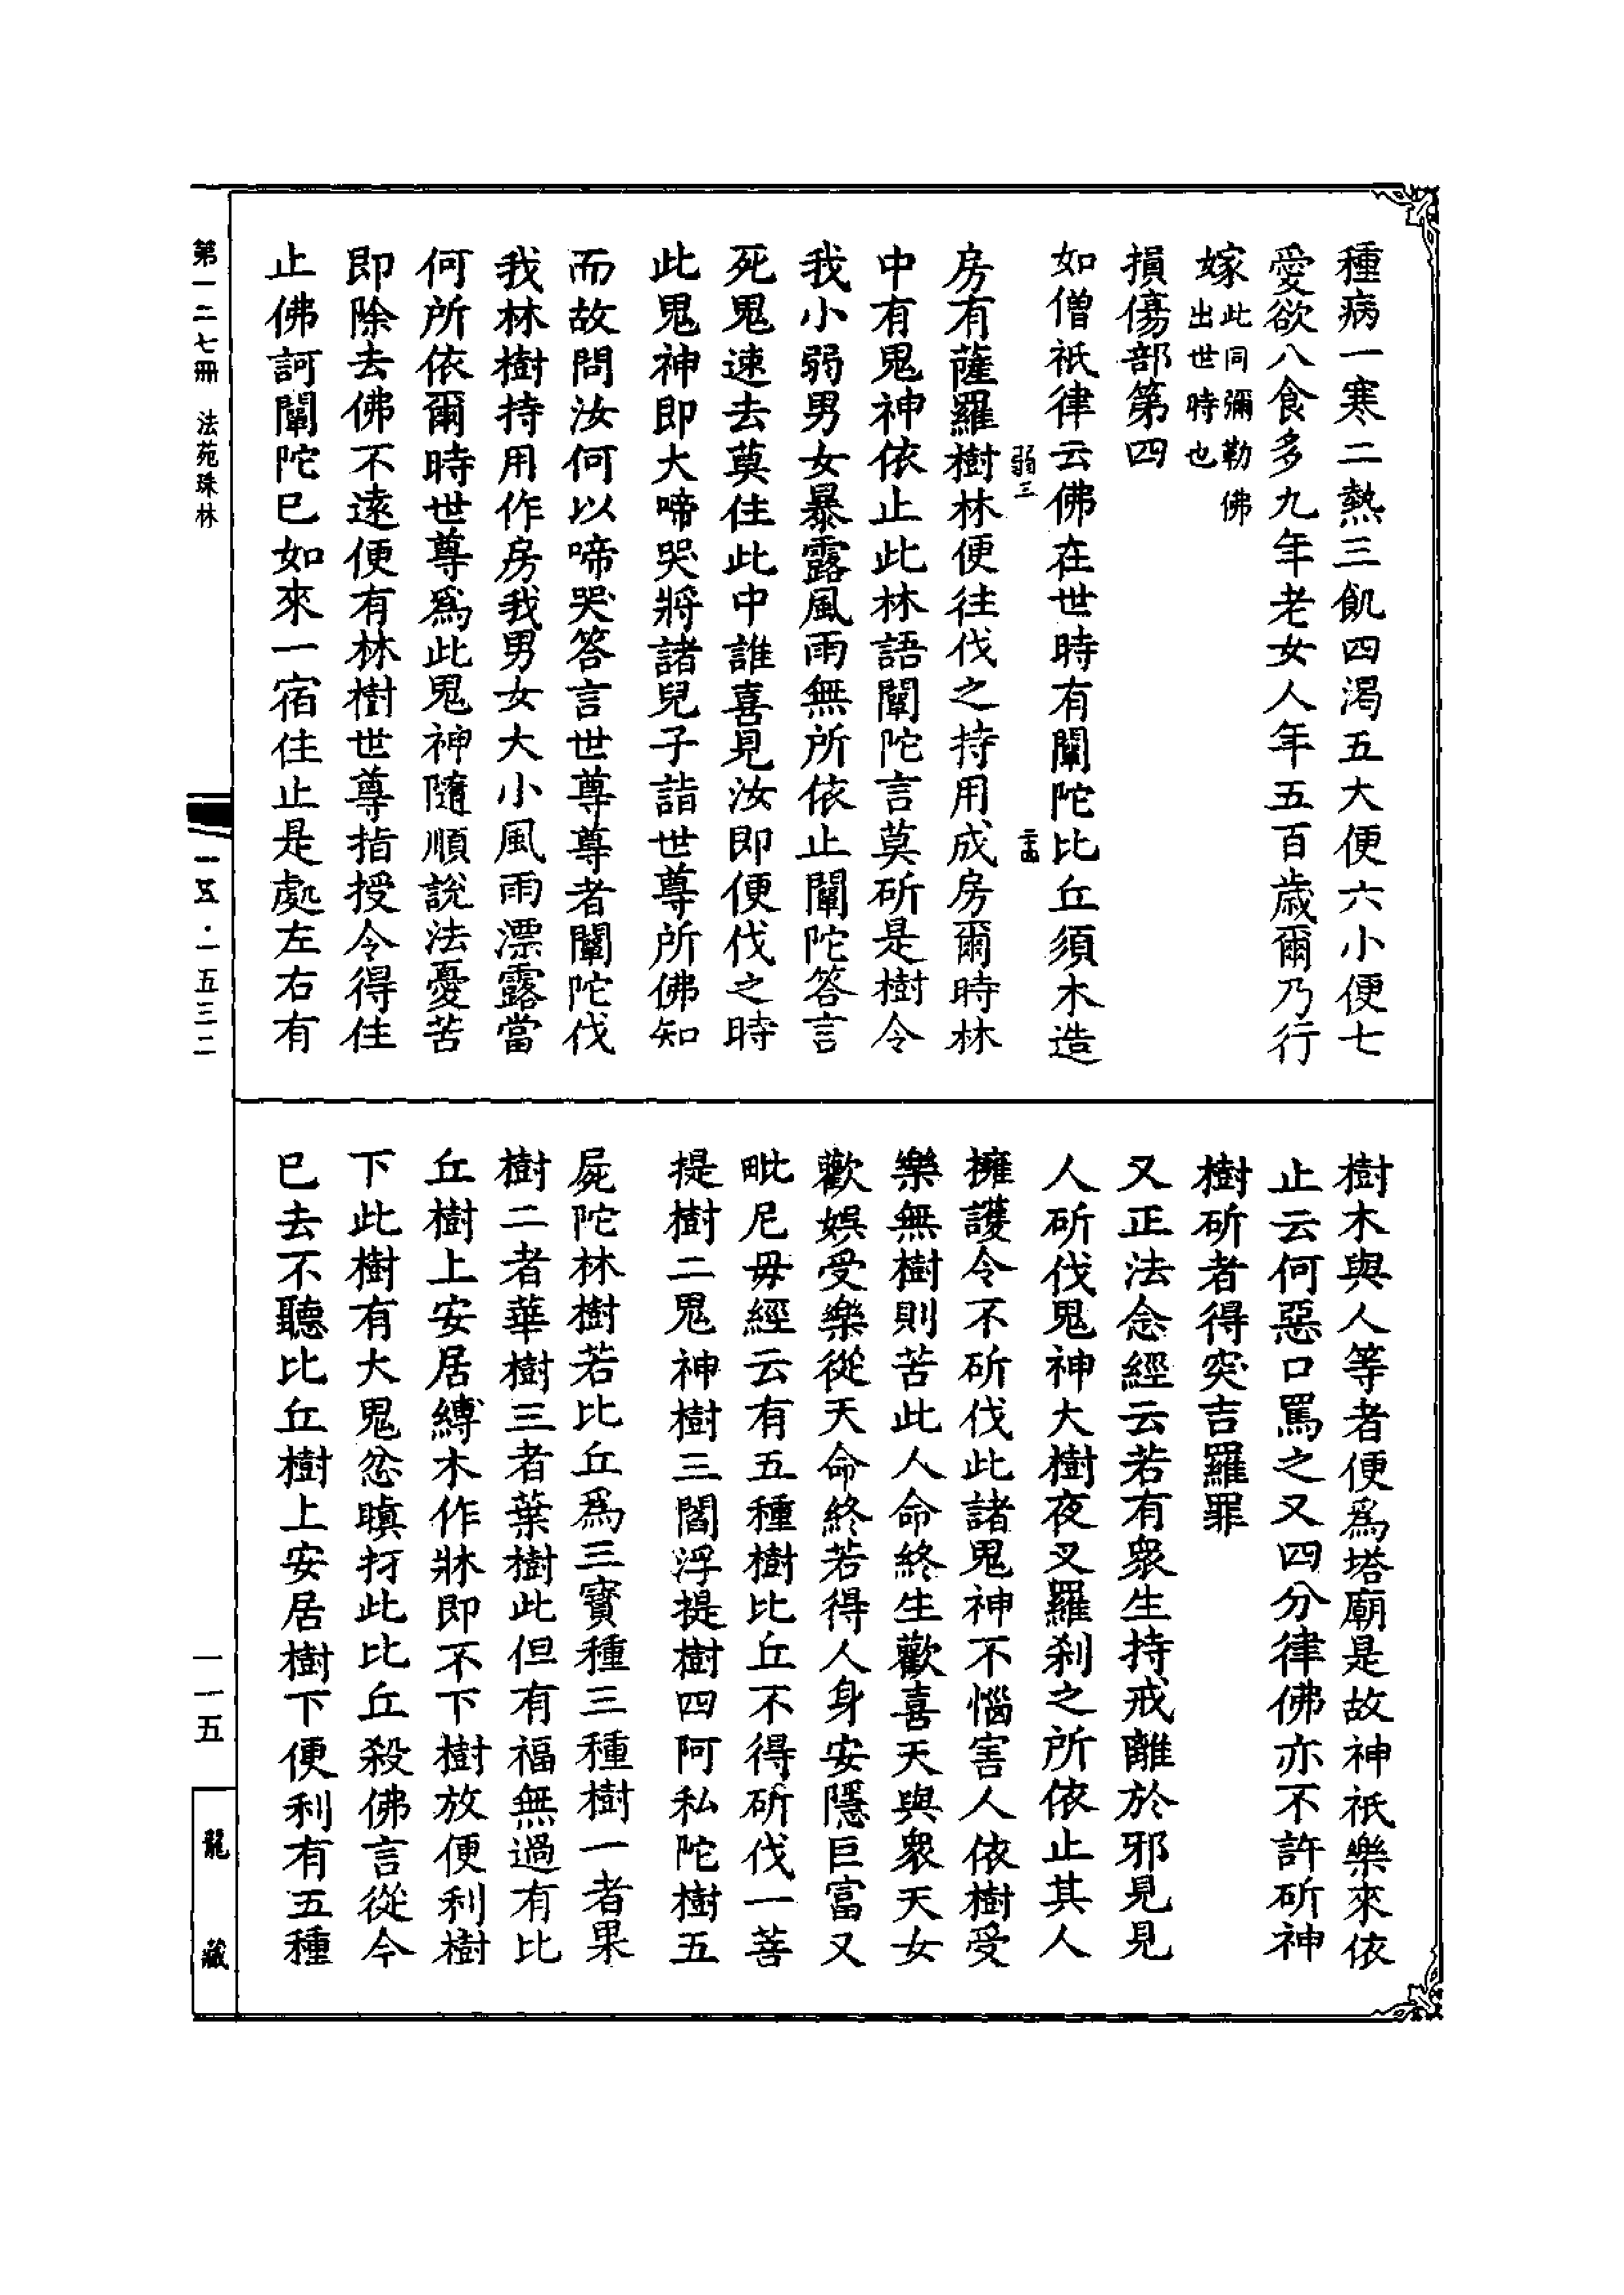 種病一寒二熱三飢四渴五大便六小便七
愛欲八食多九年老女人年五百歲爾乃行
嫁此同彌勒佛
出世時也
損傷部第四
如僧祇律云佛在世時有闡陀比丘須木造
弱三
房有薩羅樹林便往伐之持用成房爾時林
中有鬼神依止此林語闡陀言莫斫是樹令
我小弱男女暴露風雨無所依止闡陀答言
死鬼速去莫住此中誰喜見汝即便伐之時
此鬼神即大啼哭將諸兒子詣世尊所佛知
而故問汝何以啼哭答言世尊尊者闡陀伐
我林樹持用作房我男女大小風雨漂露當
何所依爾時世尊爲此鬼神隨順說法憂苦
即除去佛不遠便有林樹世尊指授令得住
止佛訶闡陀已如來一宿住止是處左右有
樹木與人等者便爲塔廟是故神祇樂來依
止云何惡口罵之又四分律佛亦不許斫神
樹斫者得突吉羅罪
又正法念經云若有衆生持戒離於邪見見
人斫伐鬼神大樹夜叉羅刹之所依止其人
擁護令不斫伐此諸鬼神不惱害人依樹受
樂無樹則苦此人命終生歡喜天與衆天女
歡娛受樂從天命終若得人身安隱巨富又
毗尼毋經云有五種樹比丘不得斫伐一菩
提樹二鬼神樹三閻浮提樹四阿私陀樹五
屍陀林樹若比丘爲三寳種三種樹一者果
樹二者華樹三者葉樹此但有福無過有比
丘樹上安居縛木作牀即不下樹放便利樹
下此樹有大鬼忿瞋打此比丘殺佛言從今
已去不聽比丘樹上安居樹下便利有五種
第一二七冊 法苑珠林
一五·一五三二
一一五
龍藏